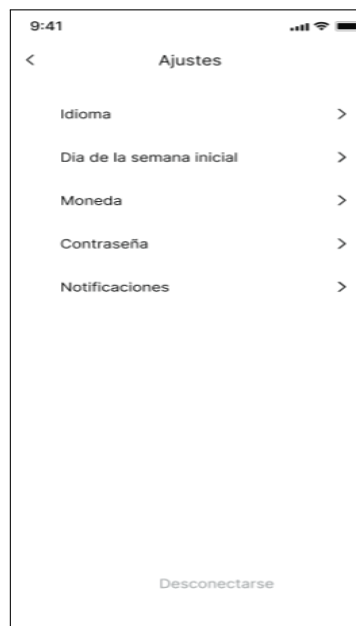 9:41
Ajustes
Idioma
Dia de la semana inicial
Moneda
Contraseña
Notificaciones
Desconectarse